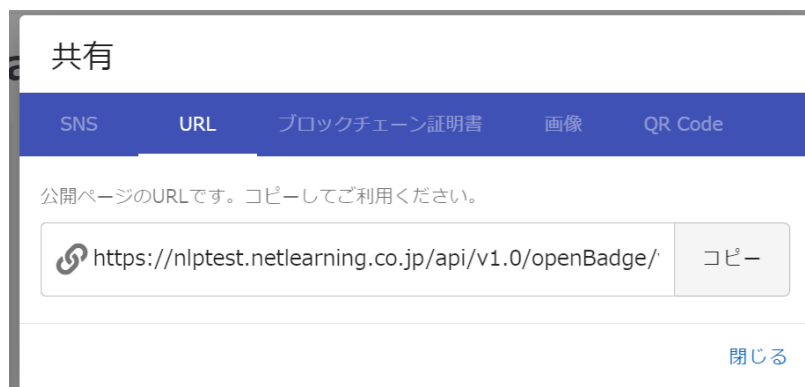 共有
SNS URL ブロックチェーン証明書 画像 QR Code
公開ページのURLです。コピーしてご利用ください。
https://nlptest.netlearning.co.jp/api/v1.0/openBadge/ コピー
閉じる